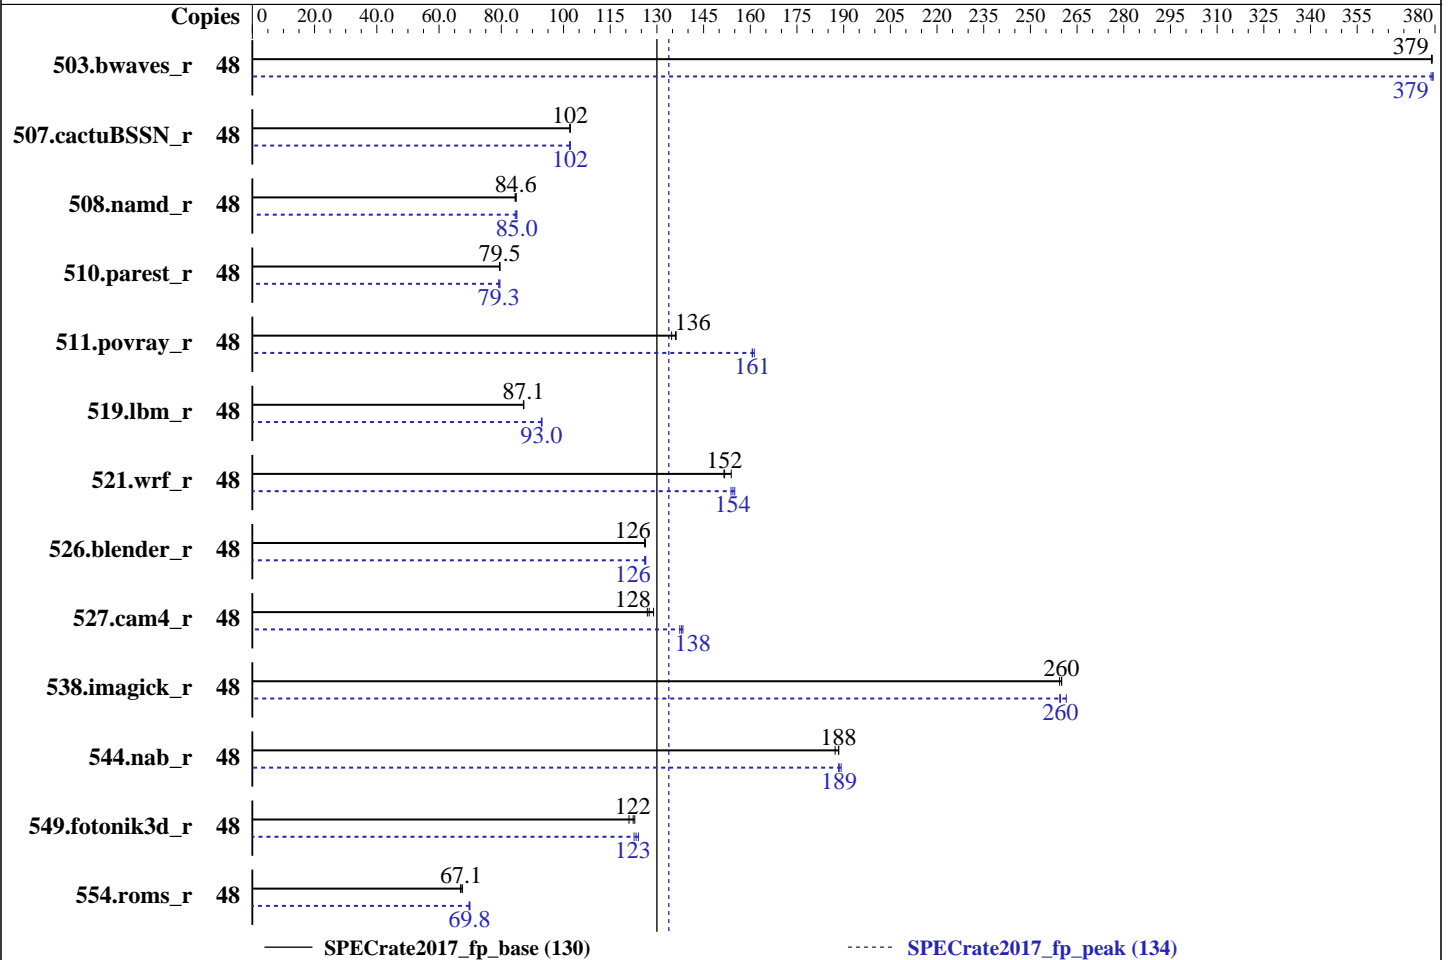 Copies 0 20.0 40.0 60.0 80.0 100 115 130 145 160 175 190 205 220 235 250 265 280 295 310 325 340 355 380
503.bwaves_r 48 379
379
507.cactuBSSN_r 48 102
102
508.namd_r 48 84.6
85.0
510.parest_r 48 79.5
79.3
511.povray_r 48 136
161
519.lbm_r 48 87.1
93.0
521.wrf_r 48 152
154
526.blender_r 48 126
126
527.cam4_r 48 128
138
538.imagick_r 48 260
260
544.nab_r 48 188
189
549.fotonik3d_r 48 122
123
554.roms_r 48 67.1
69.8
SPECrate2017_fp_base (130) SPECrate2017_fp_peak (134)